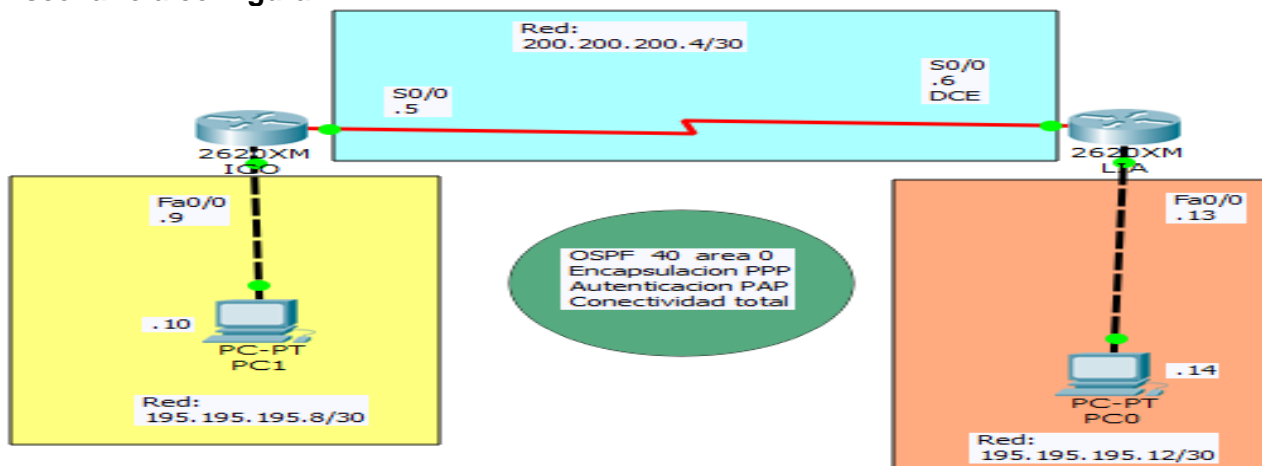 Red:
200.200.200.4/30
S0/0
.5
S0/0
.6
DCE
2620XM
2620XM
Fa0/0
.9
Fa0/0
.13
OSPF 40 area 0
Encapsulacion PPP
Autenticacion PAP
Conectividad total
.10
PC-PT
PC1
.14
PC-PT
PC0
Red:
195.195.195.8/30
Red:
195.195.195.12/30